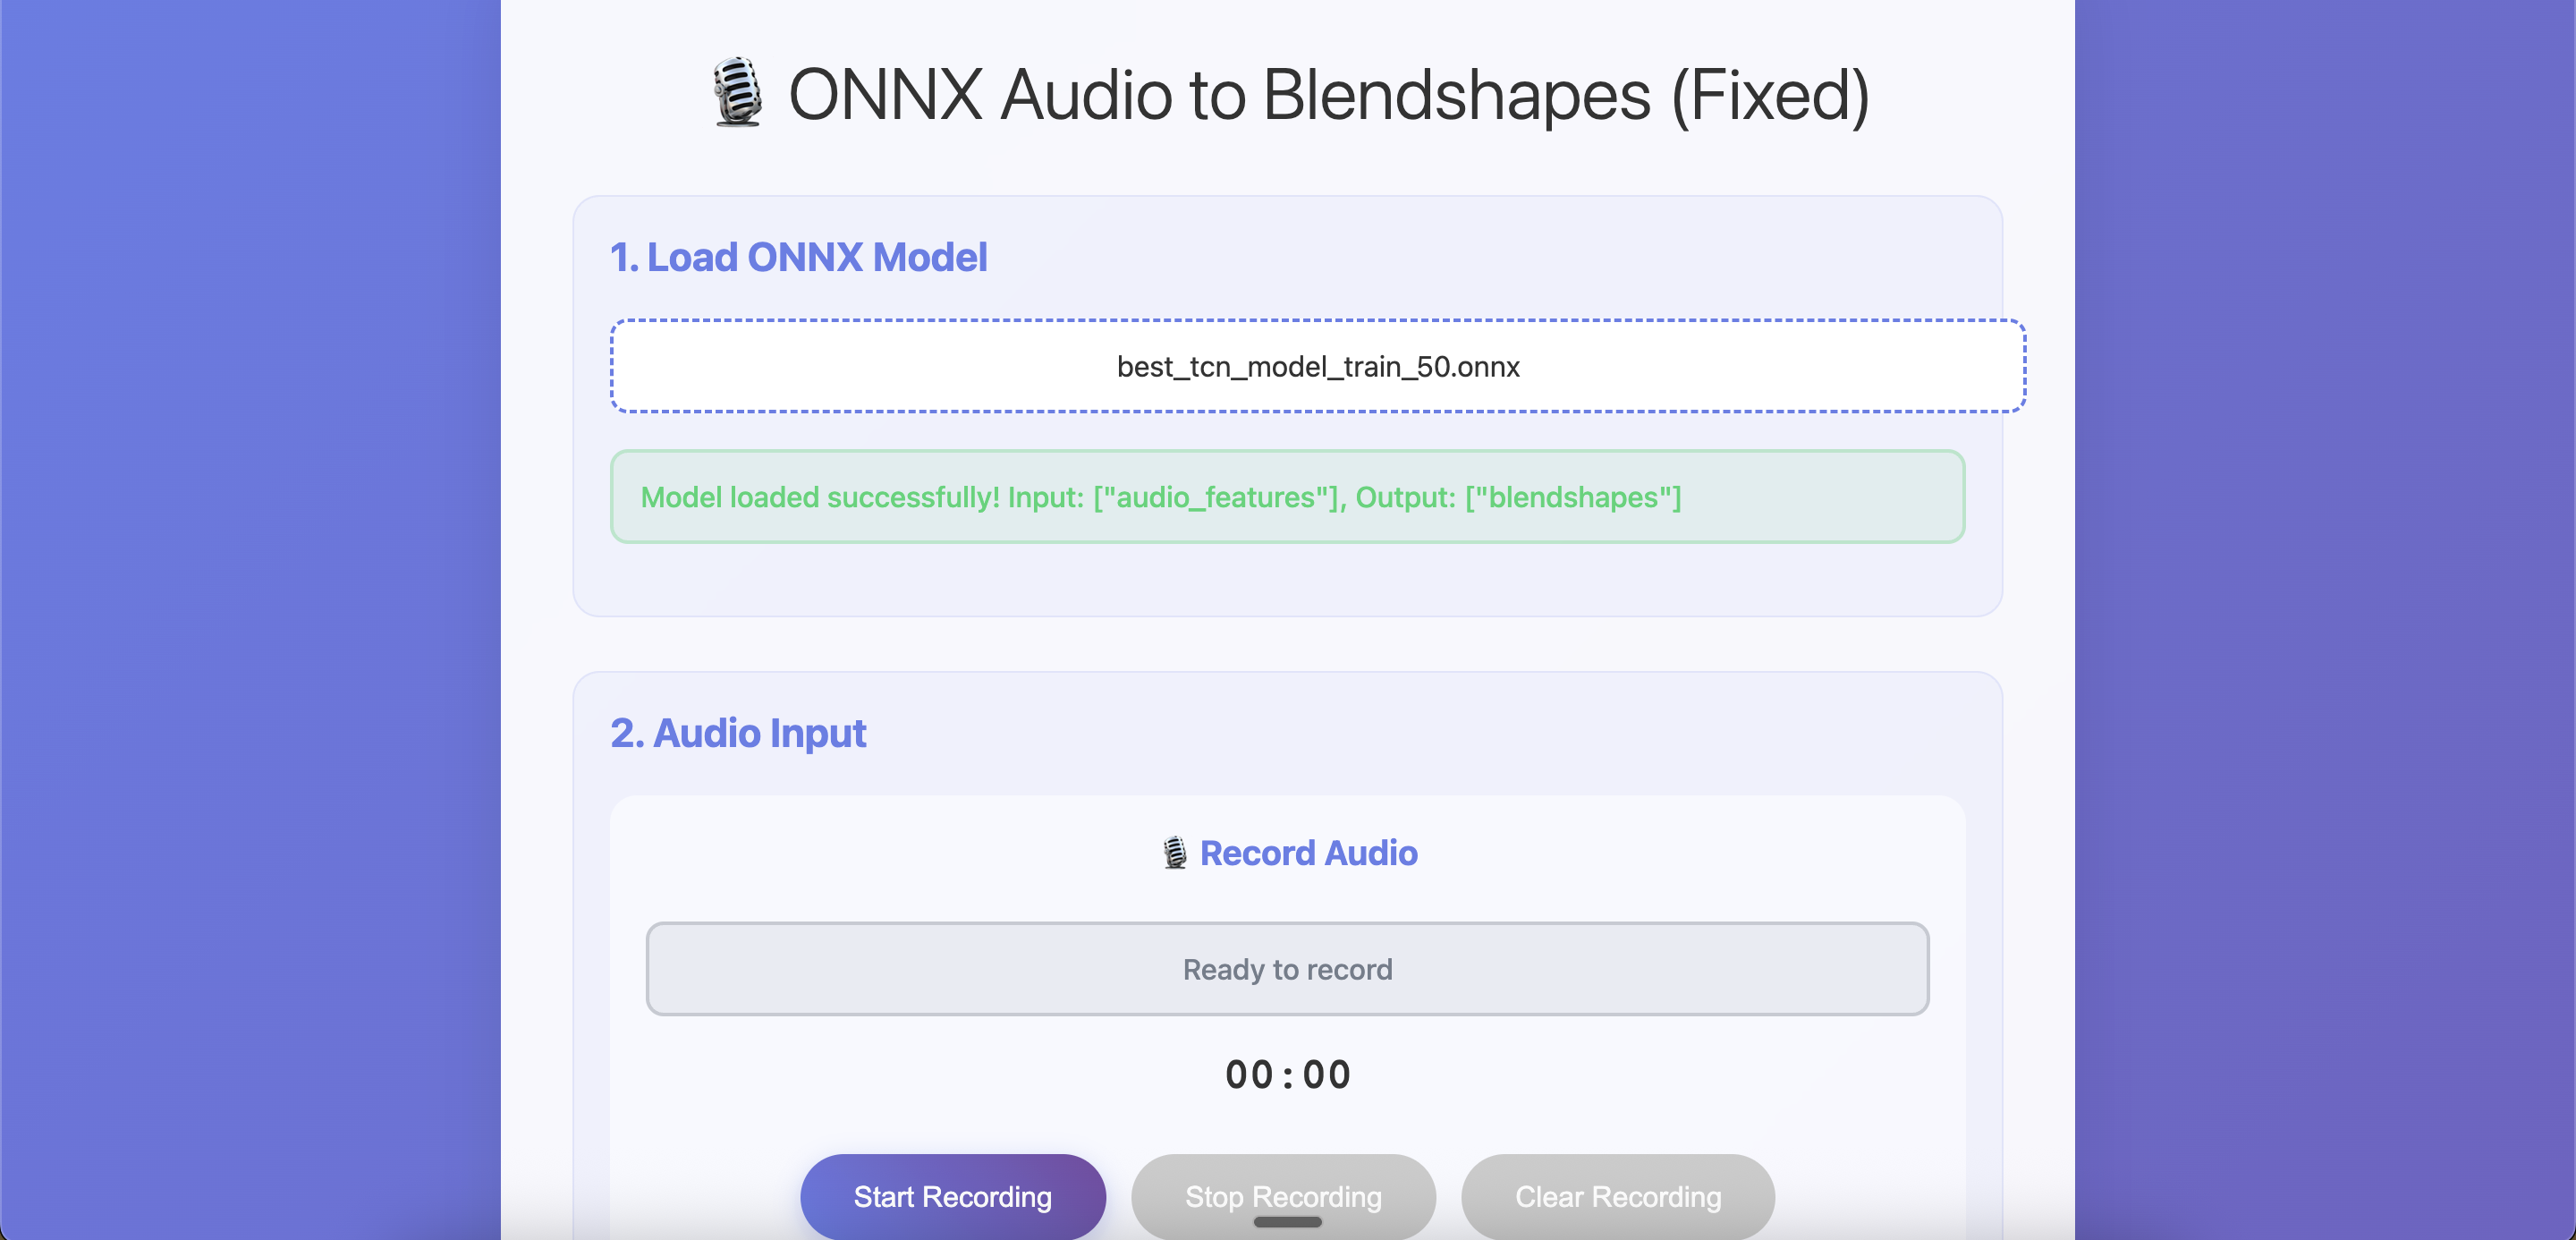 ONNX Audio to Blendshapes (Fixed)
1. Load ONNX Model
best_tcn_model_train_50.onnx
Model loaded successfully! Input: ["audio_features"], Output: ["blendshapes"]
2. Audio Input
Record Audio
Ready to record
00:00
Start Recording
Stop Recording
Clear Recording